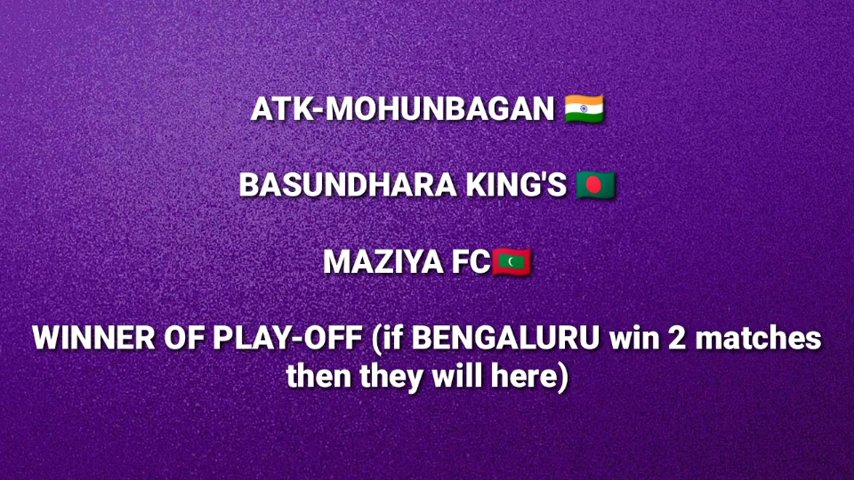 ATK-MOHUNBAGAN 🇮🇳
BASUNDHARA KING'S 🇧🇩
MAZIYA FC🇲🇻
WINNER OF PLAY-OFF (if BENGALURU win 2 matches
then they will here)